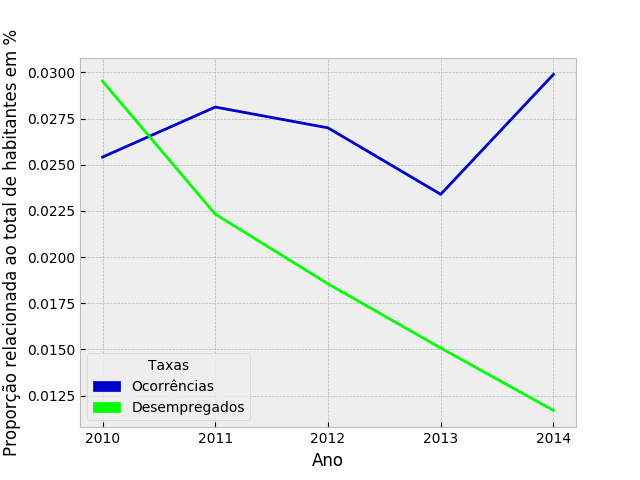 Proporção relacionada ao total de habitantes em %
0.0300
0.0275
0.0250
0.0225
0.0200
0.0175
0.0150
0.0125
Taxas
Ocorrências
Desempregados
2010 2011 2012 2013 2014
Ano